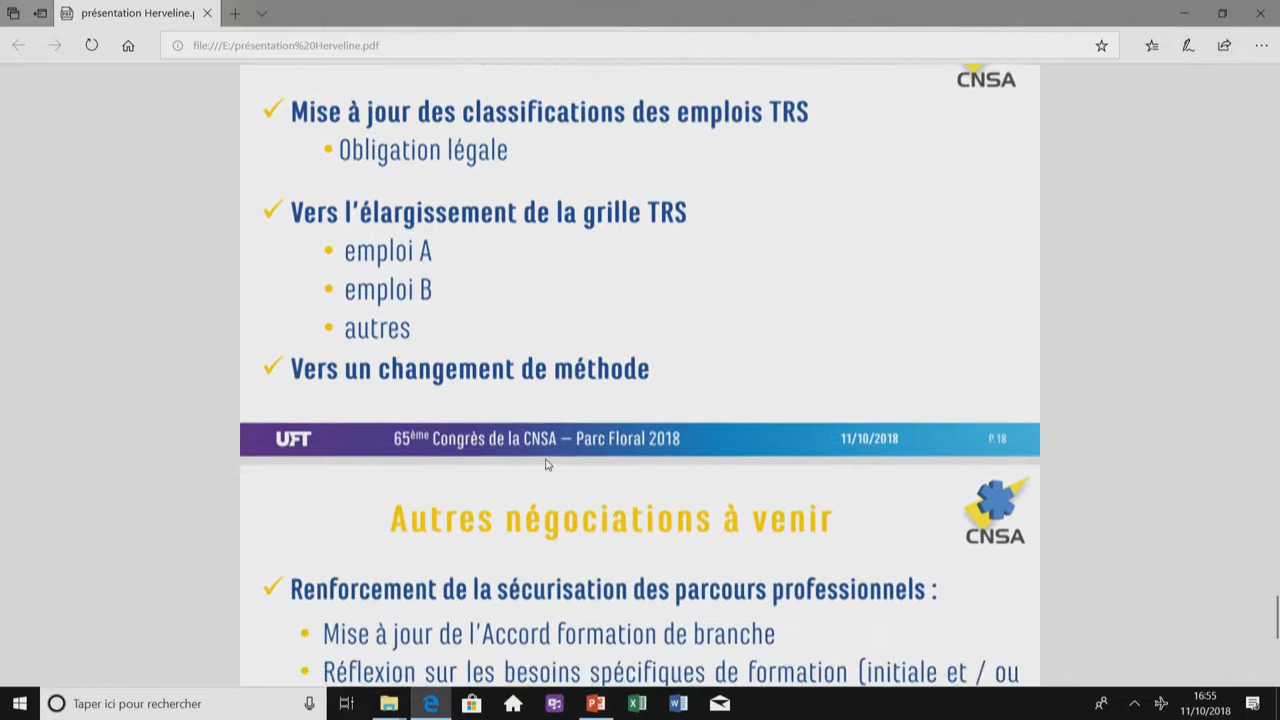 présentation Herveline.p
file:///E:/présentation%20Herveline.pdf
CNSA
Mise à jour des classifications des emplois TRS
• Obligation légale
Vers l'élargissement de la grille TRS
• emploi A
• emploi B
• autres
Vers un changement de méthode
UFT 65ème Congrès de la CNSA – Parc Floral 2018 11/10/2018 P.18
Autres négociations à venir
CNSA
Renforcement de la sécurisation des parcours professionnels :
• Mise à jour de l'Accord formation de branche
• Réflexion sur les besoins spécifiques de formation (initiale et / ou
Taper ici pour rechercher
16:55
11/10/2018